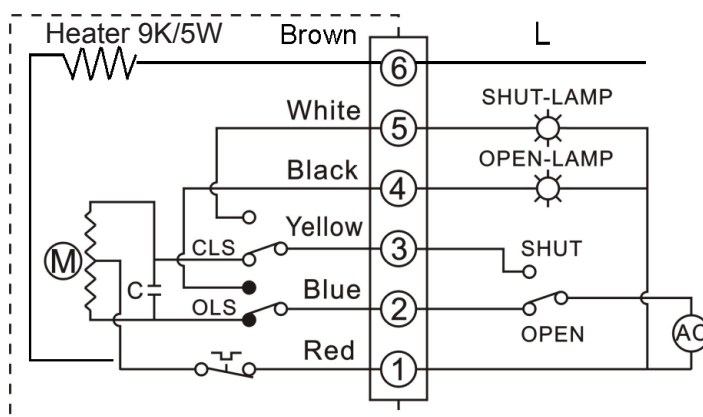 Heater 9K/5W Brown L
6
White 5 SHUT-LAMP
Black 4 OPEN-LAMP
Yellow 3 SHUT
CLS
M
C
Blue 2
OLS OPEN
Red 1 AC